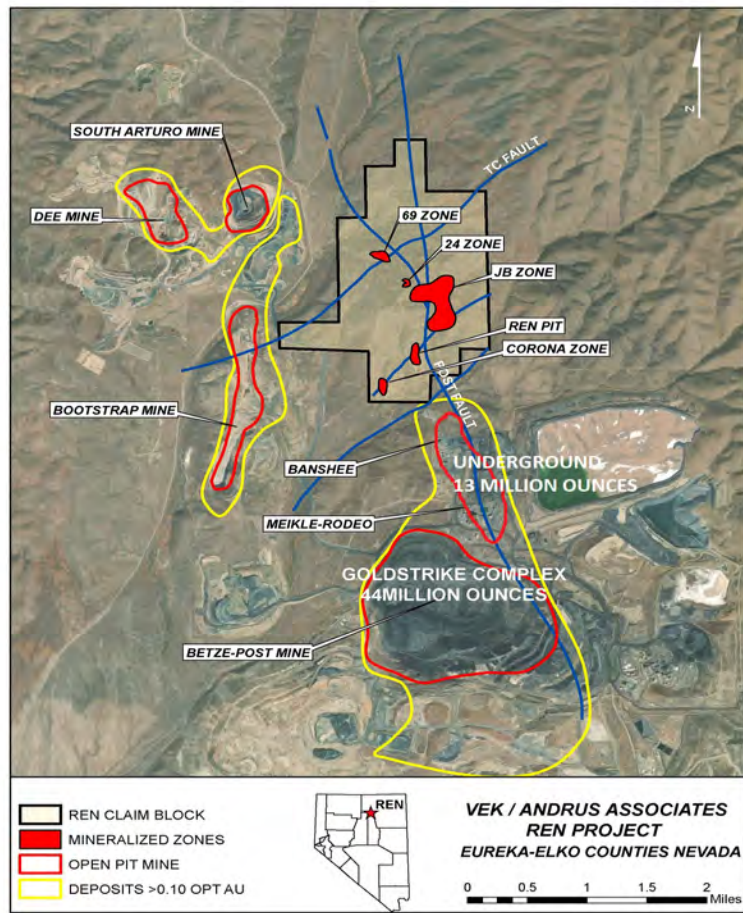 Z
SOUTH ARTURO MINE
TC FAULT
DEE MINE
69 ZONE
24 ZONE
JB ZONE
REN PIT
CORONA ZONE
POST FAULT
BOOTSTRAP MINE
BANSHEE
UNDERGROUND
13 MILLION OUNCES
MEIKLE-RODEO
GOLDSTRIKE COMPLEX
44MILLION OUNCES
BETZE-POST MINE
REN CLAIM BLOCK
MINERALIZED ZONES
OPEN PIT MINE
DEPOSITS >0.10 OPT AU
REN
VEK / ANDRUS ASSOCIATES
REN PROJECT
EUREKA-ELKO COUNTIES NEVADA
0 0.5 1 1.5 2
Miles